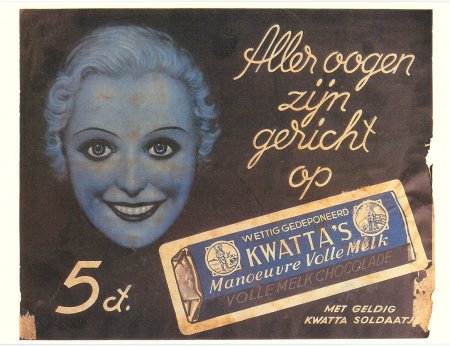 Aller oogen
zijn
gericht
op
WETTIG GEDEPONEERD
KWATTA'S
Manoeuvre Volle Melk
VOLLE MELK CHOCOLADE
5 ct.
MET GELDIG
KWATTA SOLDAATJE